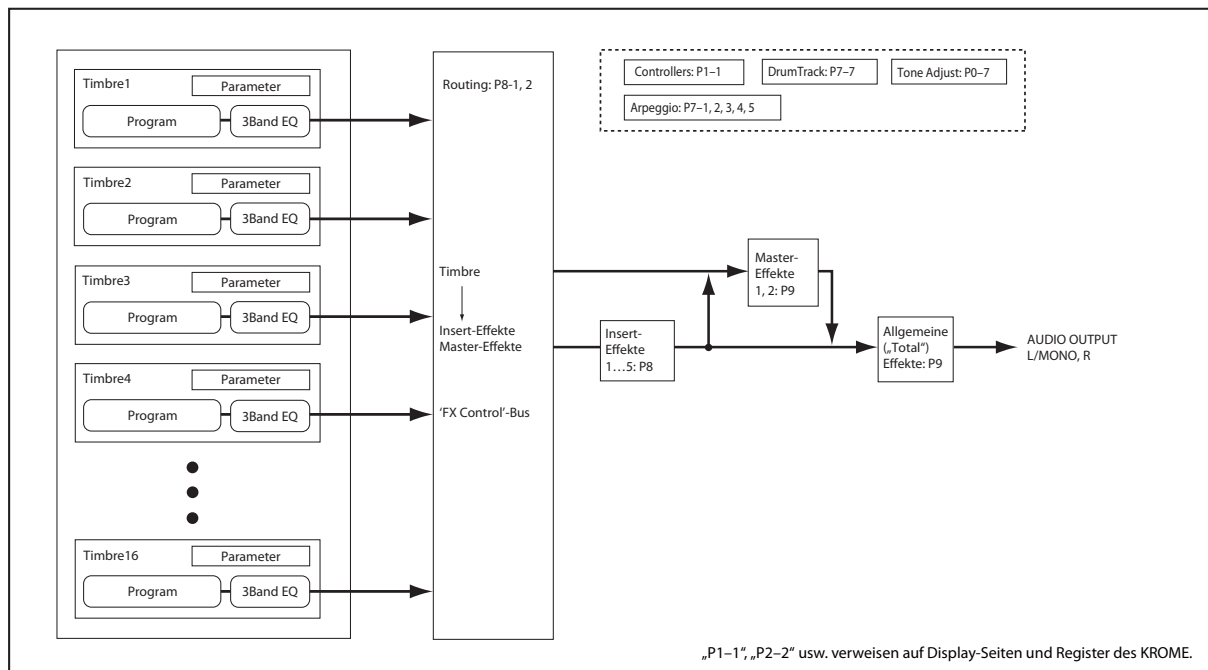 Timbre1
Parameter
Program
3Band EQ
Timbre2
Parameter
Program
3Band EQ
Timbre3
Parameter
Program
3Band EQ
Timbre4
Parameter
Program
3Band EQ
Timbre16
Parameter
Program
3Band EQ
Routing: P8-1, 2
Timbre
Insert-Effekte
Master-Effekte
'FX Control'-Bus
Controllers: P1–1
DrumTrack: P7–7
Tone Adjust: P0–7
Arpeggio: P7–1, 2, 3, 4, 5
Insert-
Effekte
1…5: P8
Master-
Effekte
1, 2: P9
Allgemeine
(„Total“)
Effekte: P9
AUDIO OUTPUT
L/MONO, R
„P1–1“, „P2–2“ usw. verweisen auf Display-Seiten und Register des KROME.